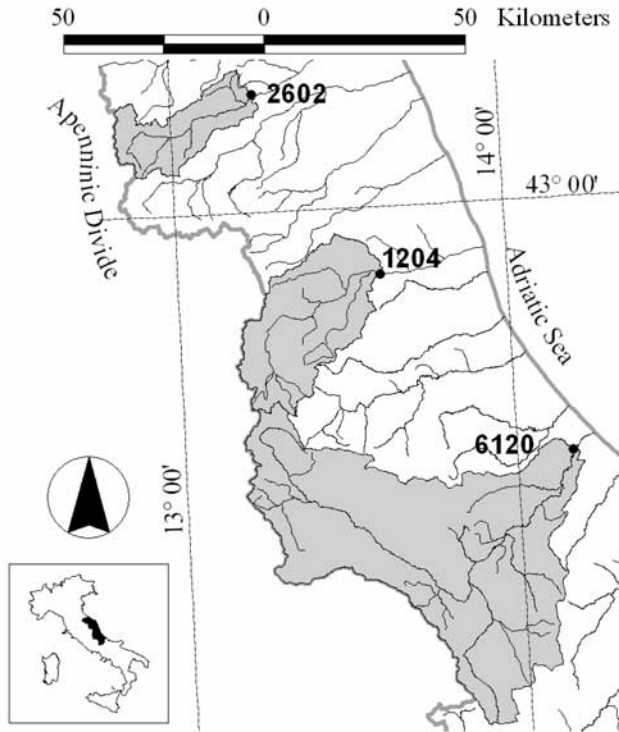 50 0 50 Kilometers
2602
Apenninic Divide
14° 00'
43° 00'
1204
Adriatic Sea
6120
13° 00'